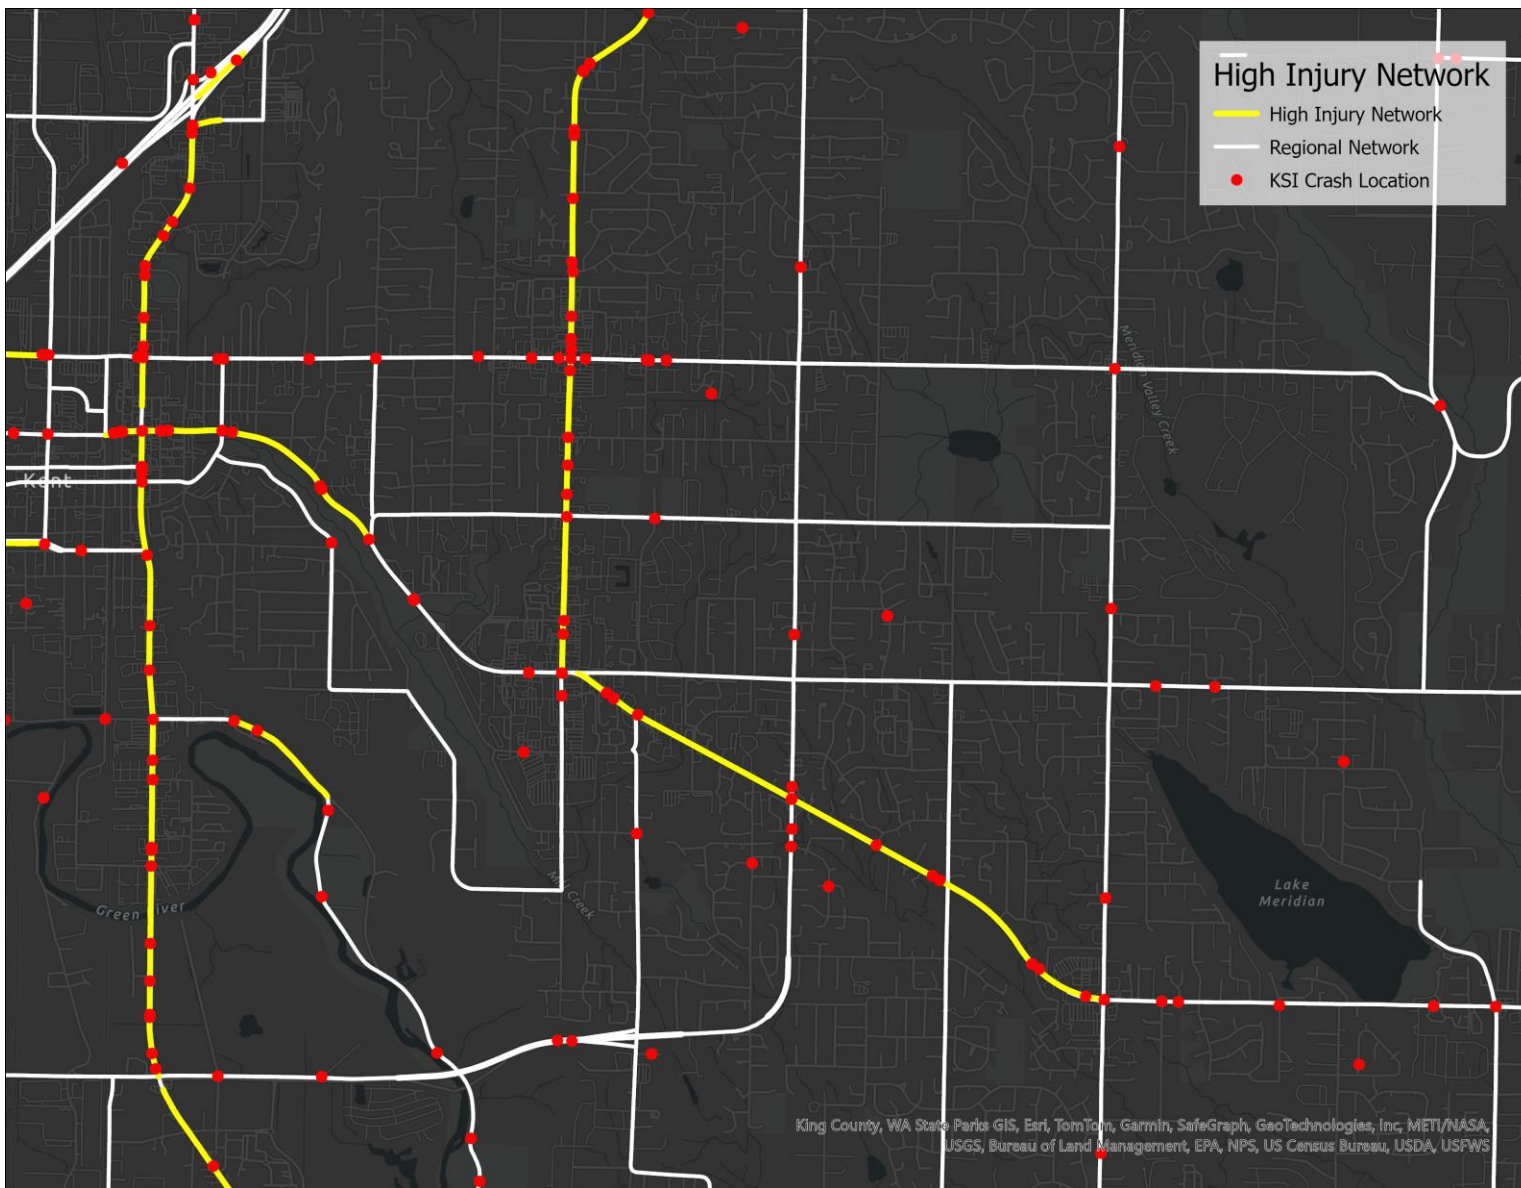 High Injury Network
High Injury Network
Regional Network
KSI Crash Location
Meridian Valley Creek
Kent
Green River
Mill Creek
Lake
Meridian
King County, WA State Parks GIS, Esri, TomTom, Garmin, SafeGraph, GeoTechnologies, Inc, METI/NASA,
USGS, Bureau of Land Management, EPA, NPS, US Census Bureau, USDA, USFWS